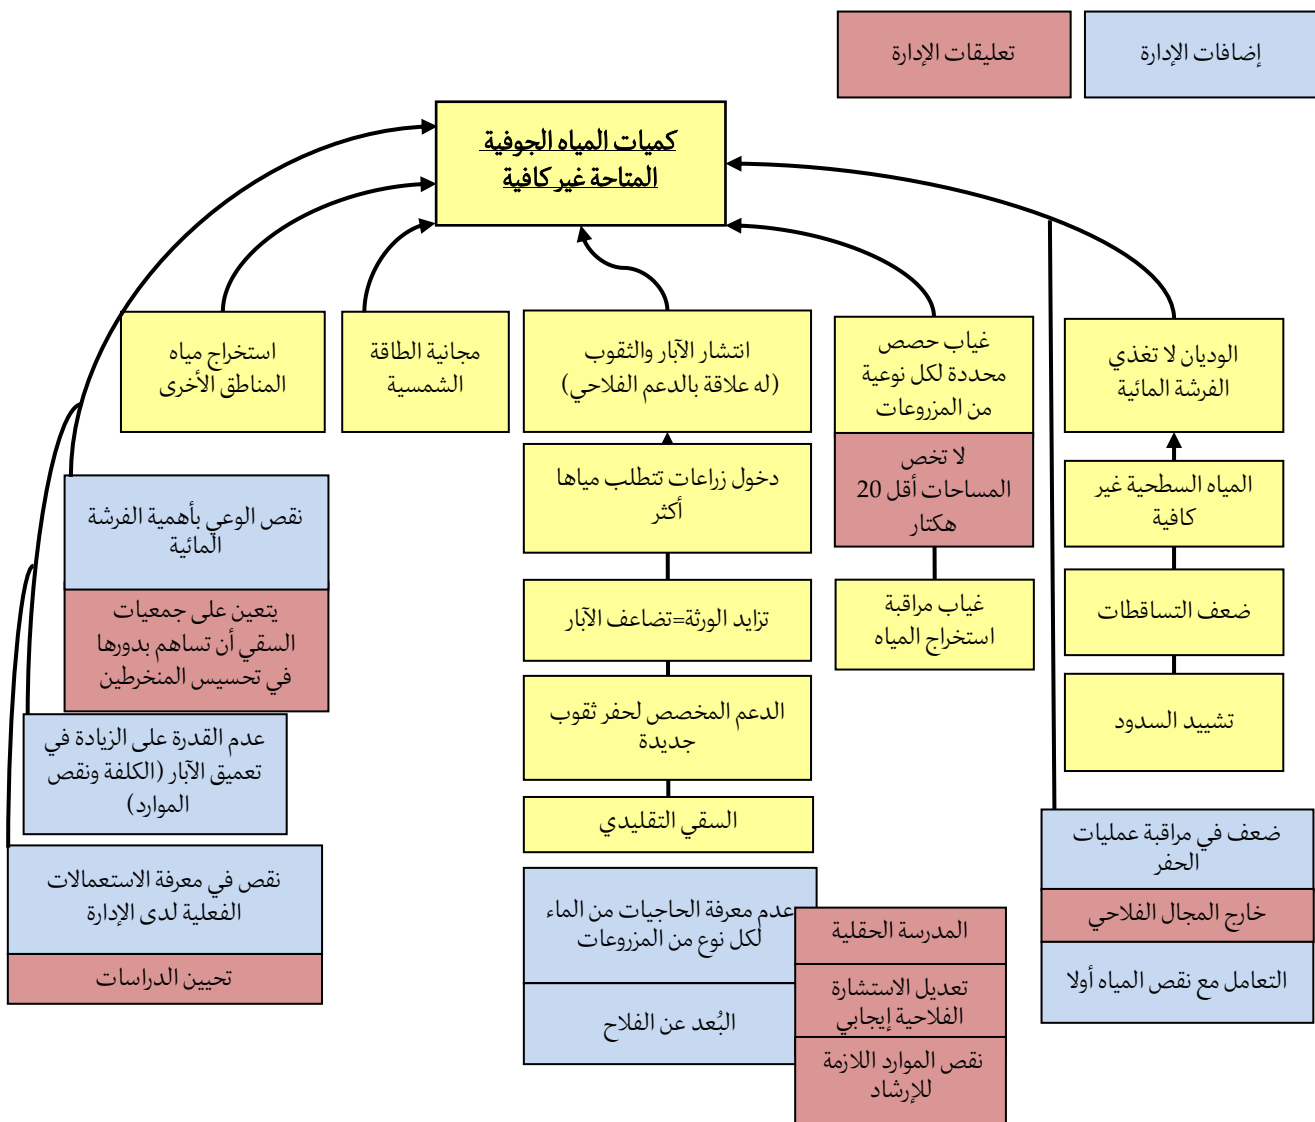 إضافات الإدارة
تعليقات الإدارة
كميات المياه الجوفية
المتاحة غير كافية
الوديان لا تغذي
الفرشة المائية
المياه السطحية غير
كافية
ضعف التساقطات
تشييد السدود
ضعف في مراقبة عمليات
الحفر
خارج المجال الفلاحي
التعامل مع نقص المياه أولا
غياب حصص
محددة لكل نوعية
من المزروعات
لا تخص
المساحات أقل 20
هكتار
غياب مراقبة
استخراج المياه
انتشار الآبار والثقوب
(له علاقة بالدعم الفلاحي)
دخول زراعات تتطلب مياها
أكثر
تزايد الورثة=تضاعف الآبار
الدعم المخصص لحفر ثقوب
جديدة
السقي التقليدي
عدم معرفة الحاجيات من الماء
لكل نوع من المزروعات
البُعد عن الفلاح
المدرسة الحقلية
تعديل الاستشارة
الفلاحية إيجابي
نقص الموارد اللازمة
للإرشاد
مجانية الطاقة
الشمسية
استخراج مياه
المناطق الأخرى
نقص الوعي بأهمية الفرشة
المائية
يتعين على جمعيات
السقي أن تساهم بدورها
في تحسيس المنخرطين
عدم القدرة على الزيادة في
تعميق الآبار (الكلفة ونقص
الموارد)
نقص في معرفة الاستعمالات
الفعلية لدى الإدارة
تحيين الدراسات